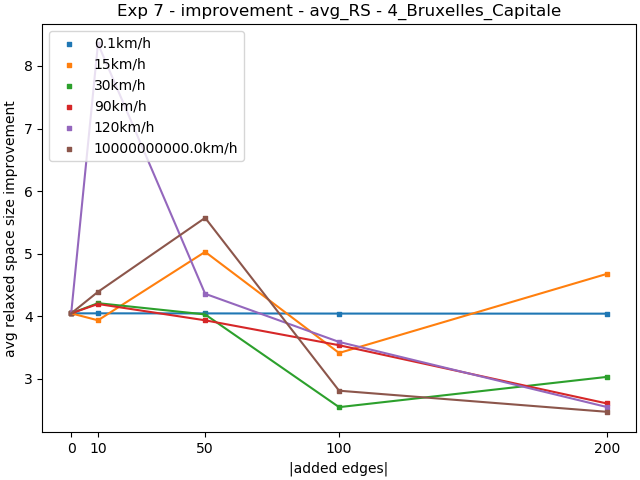 Exp 7 - improvement - avg_RS - 4_Bruxelles_Capitale
0.1km/h
15km/h
30km/h
90km/h
120km/h
10000000000.0km/h
avg relaxed space size improvement
8
7
6
5
4
3
0 10 50 100 200
|added edges|